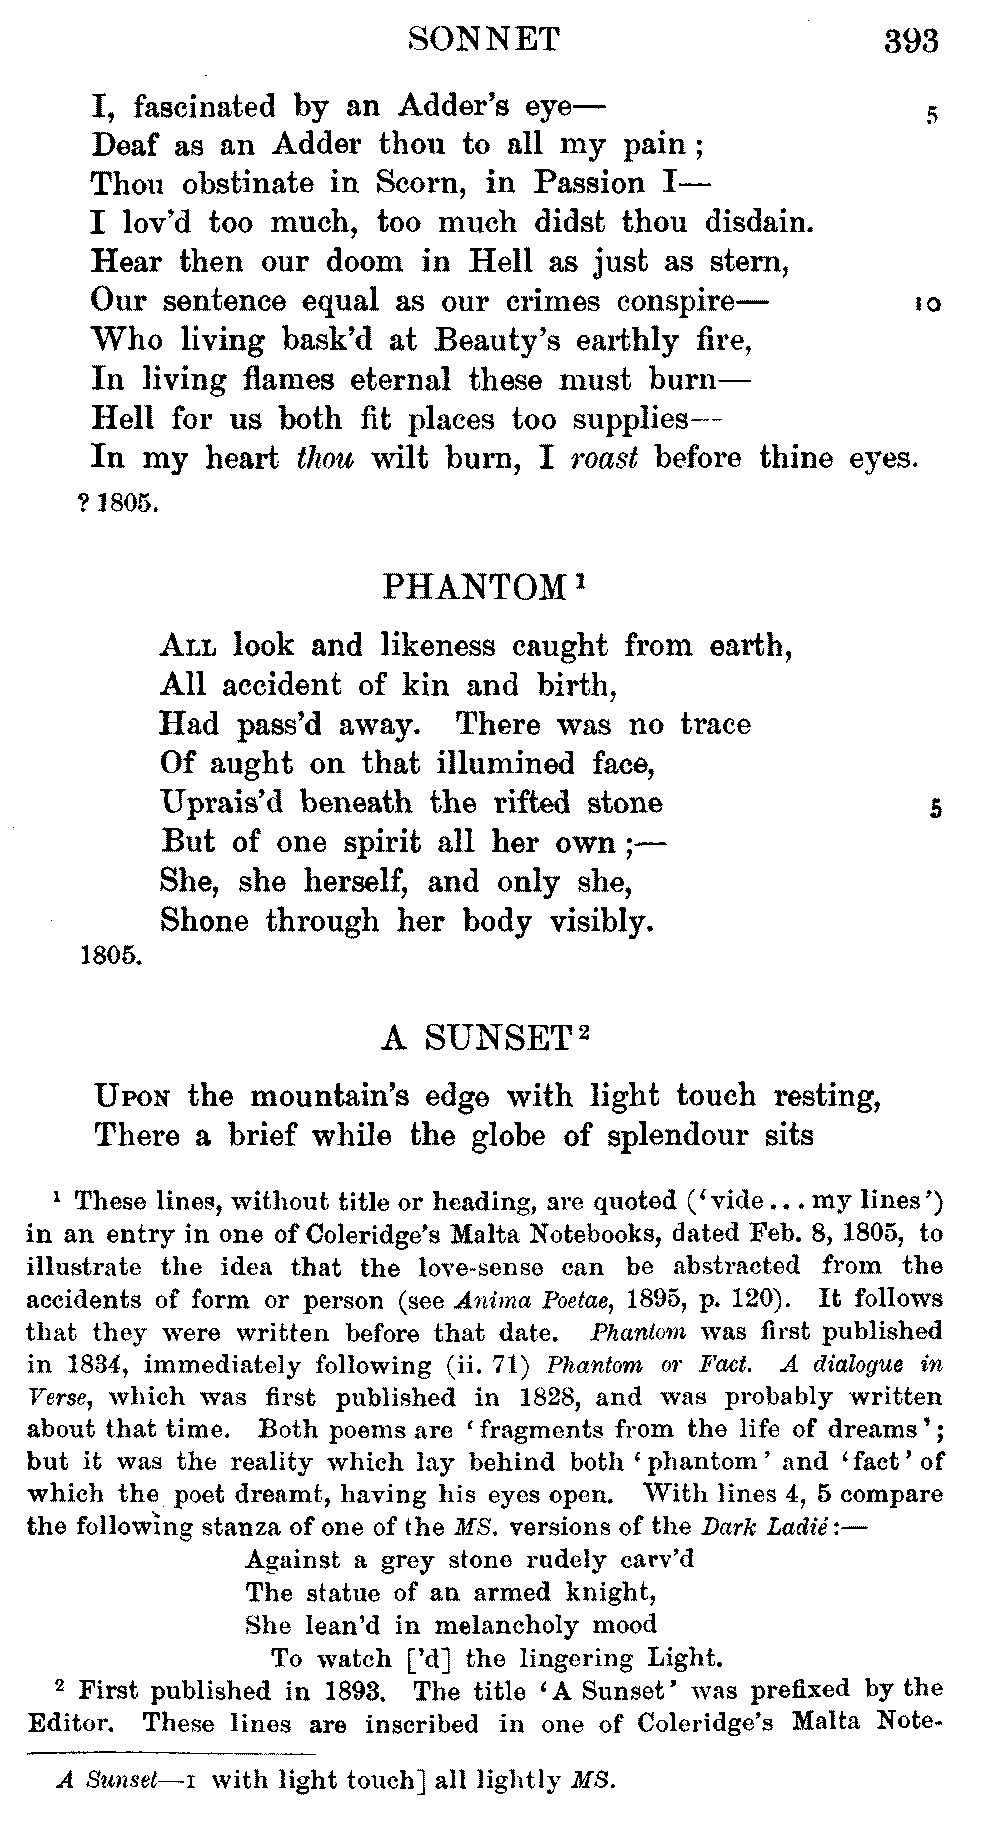 SONNET 393
I, fascinated by an Adder's eye— 5
Deaf as an Adder thou to all my pain;
Thou obstinate in Scorn, in Passion I—
I lov'd too much, too much didst thou disdain.
Hear then our doom in Hell as just as stern,
Our sentence equal as our crimes conspire— 10
Who living bask'd at Beauty's earthly fire,
In living flames eternal these must burn—
Hell for us both fit places too supplies—
In my heart thou wilt burn, I roast before thine eyes.
? 1805.
PHANTOM¹
ALL look and likeness caught from earth,
All accident of kin and birth,
Had pass'd away. There was no trace
Of aught on that illumined face,
Uprais'd beneath the rifted stone 5
But of one spirit all her own;—
She, she herself, and only she,
Shone through her body visibly.
1805.
A SUNSET²
UPON the mountain's edge with light touch resting,
There a brief while the globe of splendour sits
¹ These lines, without title or heading, are quoted ('vide... my lines')
in an entry in one of Coleridge's Malta Notebooks, dated Feb. 8, 1805, to
illustrate the idea that the love-sense can be abstracted from the
accidents of form or person (see Anima Poetae, 1895, p. 120). It follows
that they were written before that date. Phantom was first published
in 1834, immediately following (ii. 71) Phantom or Fact. A dialogue in
Verse, which was first published in 1828, and was probably written
about that time. Both poems are 'fragments from the life of dreams';
but it was the reality which lay behind both 'phantom' and 'fact' of
which the poet dreamt, having his eyes open. With lines 4, 5 compare
the following stanza of one of the MS. versions of the Dark Ladié:—
Against a grey stone rudely carv'd
The statue of an armed knight,
She lean'd in melancholy mood
To watch ['d] the lingering Light.
² First published in 1893. The title 'A Sunset' was prefixed by the
Editor. These lines are inscribed in one of Coleridge's Malta Note-
A Sunset—1 with light touch] all lightly MS.